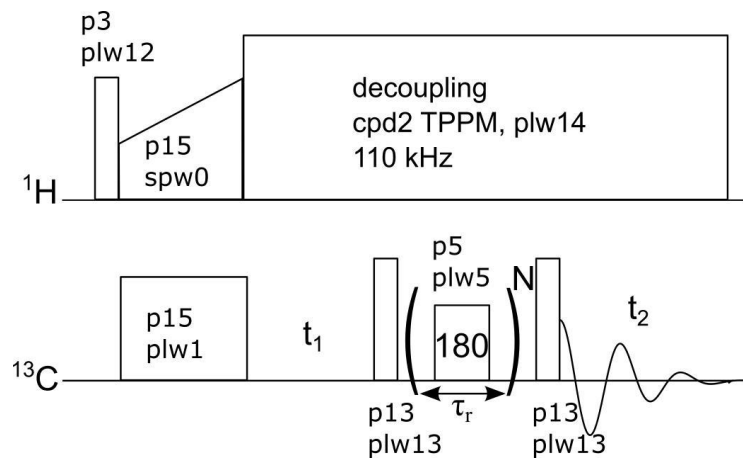 p3
plw12
p15
spw0
decoupling
cpd2 TPPM, plw14
110 kHz
¹H
p15
plw1
t₁
p5
plw5
N
180
t₂
¹³C
τᵣ
p13
plw13
p13
plw13